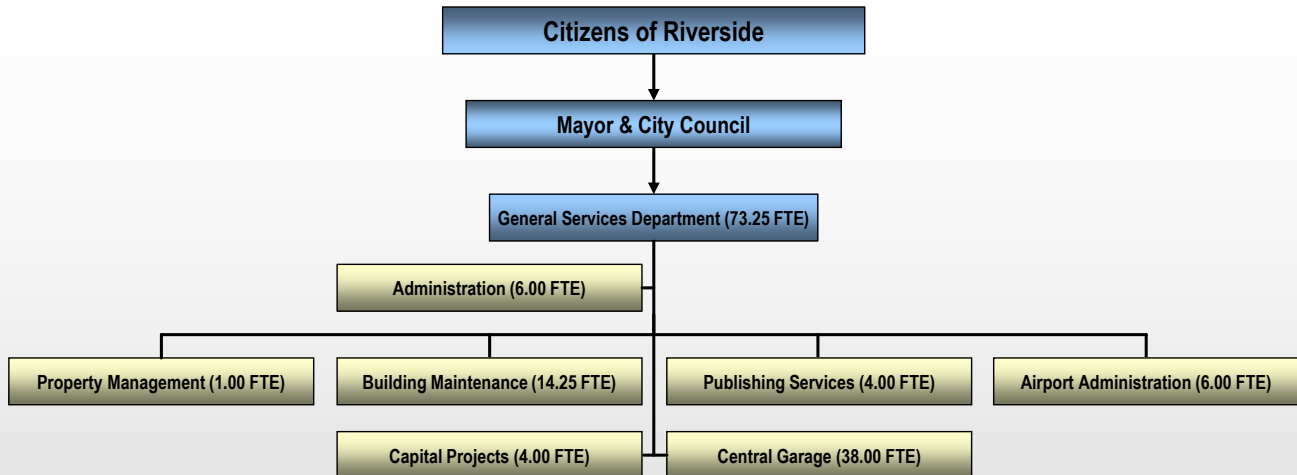 Citizens of Riverside
Mayor & City Council
General Services Department (73.25 FTE)
Administration (6.00 FTE)
Property Management (1.00 FTE)
Building Maintenance (14.25 FTE)
Publishing Services (4.00 FTE)
Airport Administration (6.00 FTE)
Capital Projects (4.00 FTE)
Central Garage (38.00 FTE)